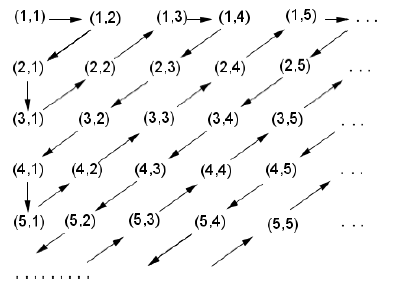 (1,1) (1,2) (1,3) (1,4) (1,5) . . .
(2,1) (2,2) (2,3) (2,4) (2,5) . . .
(3,1) (3,2) (3,3) (3,4) (3,5) . . .
(4,1) (4,2) (4,3) (4,4) (4,5) . . .
(5,1) (5,2) (5,3) (5,4) (5,5) . . .
. . . . . . . . .